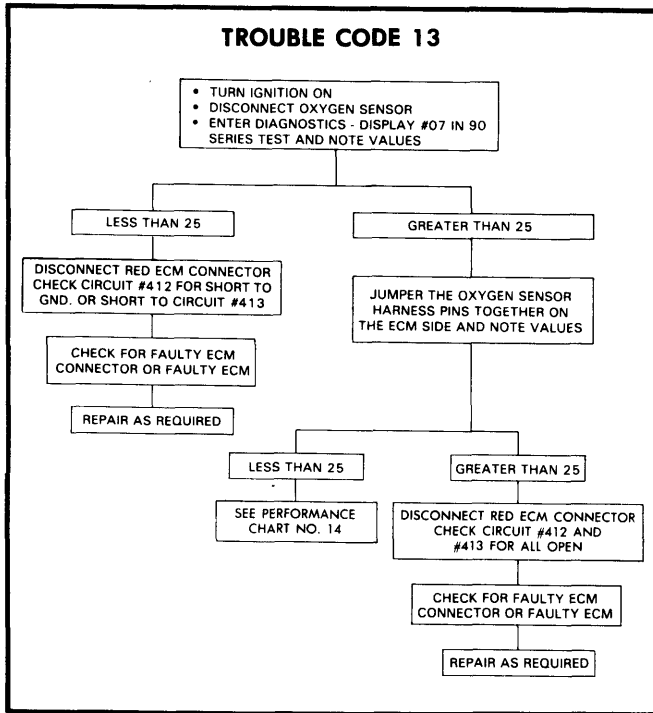 TROUBLE CODE 13
• TURN IGNITION ON
• DISCONNECT OXYGEN SENSOR
• ENTER DIAGNOSTICS - DISPLAY #07 IN 90
SERIES TEST AND NOTE VALUES
LESS THAN 25
GREATER THAN 25
DISCONNECT RED ECM CONNECTOR
CHECK CIRCUIT #412 FOR SHORT TO
GND. OR SHORT TO CIRCUIT #413
JUMPER THE OXYGEN SENSOR
HARNESS PINS TOGETHER ON
THE ECM SIDE AND NOTE VALUES
CHECK FOR FAULTY ECM
CONNECTOR OR FAULTY ECM
REPAIR AS REQUIRED
LESS THAN 25
GREATER THAN 25
SEE PERFORMANCE
CHART NO. 14
DISCONNECT RED ECM CONNECTOR
CHECK CIRCUIT #412 AND
#413 FOR ALL OPEN
CHECK FOR FAULTY ECM
CONNECTOR OR FAULTY ECM
REPAIR AS REQUIRED